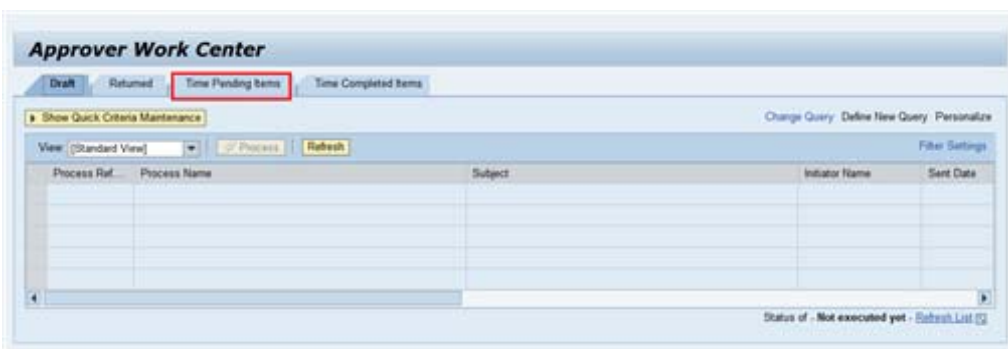 Approver Work Center
Draft Returned Time Pending Items Time Completed Items
Show Quick Criteria Maintenance Change Query Define New Query Personalize
View: [Standard View] Process Refresh Filter Settings
Process Ref... Process Name Subject Initiator Name Sent Date
Status of - Not executed yet - Refresh List